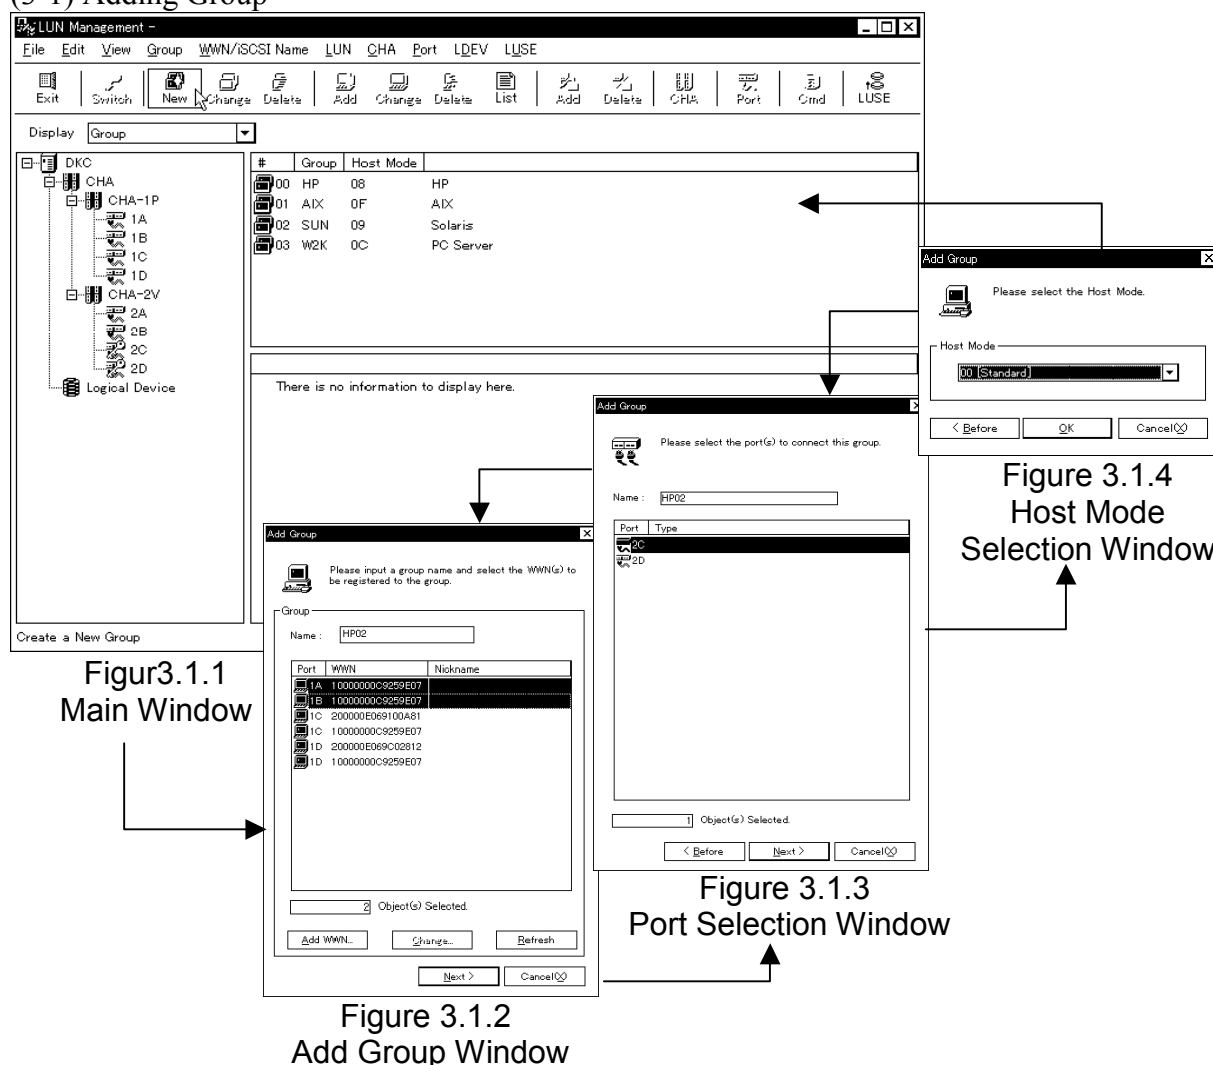 (3-1) Adding Group
LUN Management -
File Edit View Group WWN/iSCSI Name LUN CHA Port LDEV LUSE
Exit Switch New Change Delete Add Change Delete List Add Delete CHA Port Cmd LUSE
Display Group
DKC
CHA
CHA-1P
1A
1B
1C
1D
CHA-2V
2A
2B
2C
2D
Logical Device
# Group Host Mode
00 HP 08 HP
01 AIX 0F AIX
02 SUN 09 Solaris
03 W2K 0C PC Server
There is no information to display here.
Create a New Group
Figur3.1.1
Main Window
Add Group
Please input a group name and select the WWN(s) to
be registered to the group.
Group
Name : HP02
Port WWN Nickname
1A 10000000C9259E07
1B 10000000C9259E07
1C 200000E069100A81
1C 10000000C9259E07
1D 200000E069C02812
1D 10000000C9259E07
2 Object(s) Selected.
Add WWN... Change... Refresh
Next > Cancel(X)
Figure 3.1.2
Add Group Window
Add Group
Please select the port(s) to connect this group.
Name : HP02
Port Type
2C
2D
1 Object(s) Selected.
< Before Next > Cancel(X)
Figure 3.1.3
Port Selection Window
Add Group
Please select the Host Mode.
Host Mode
00 [Standard]
< Before OK Cancel(X)
Figure 3.1.4
Host Mode
Selection Window